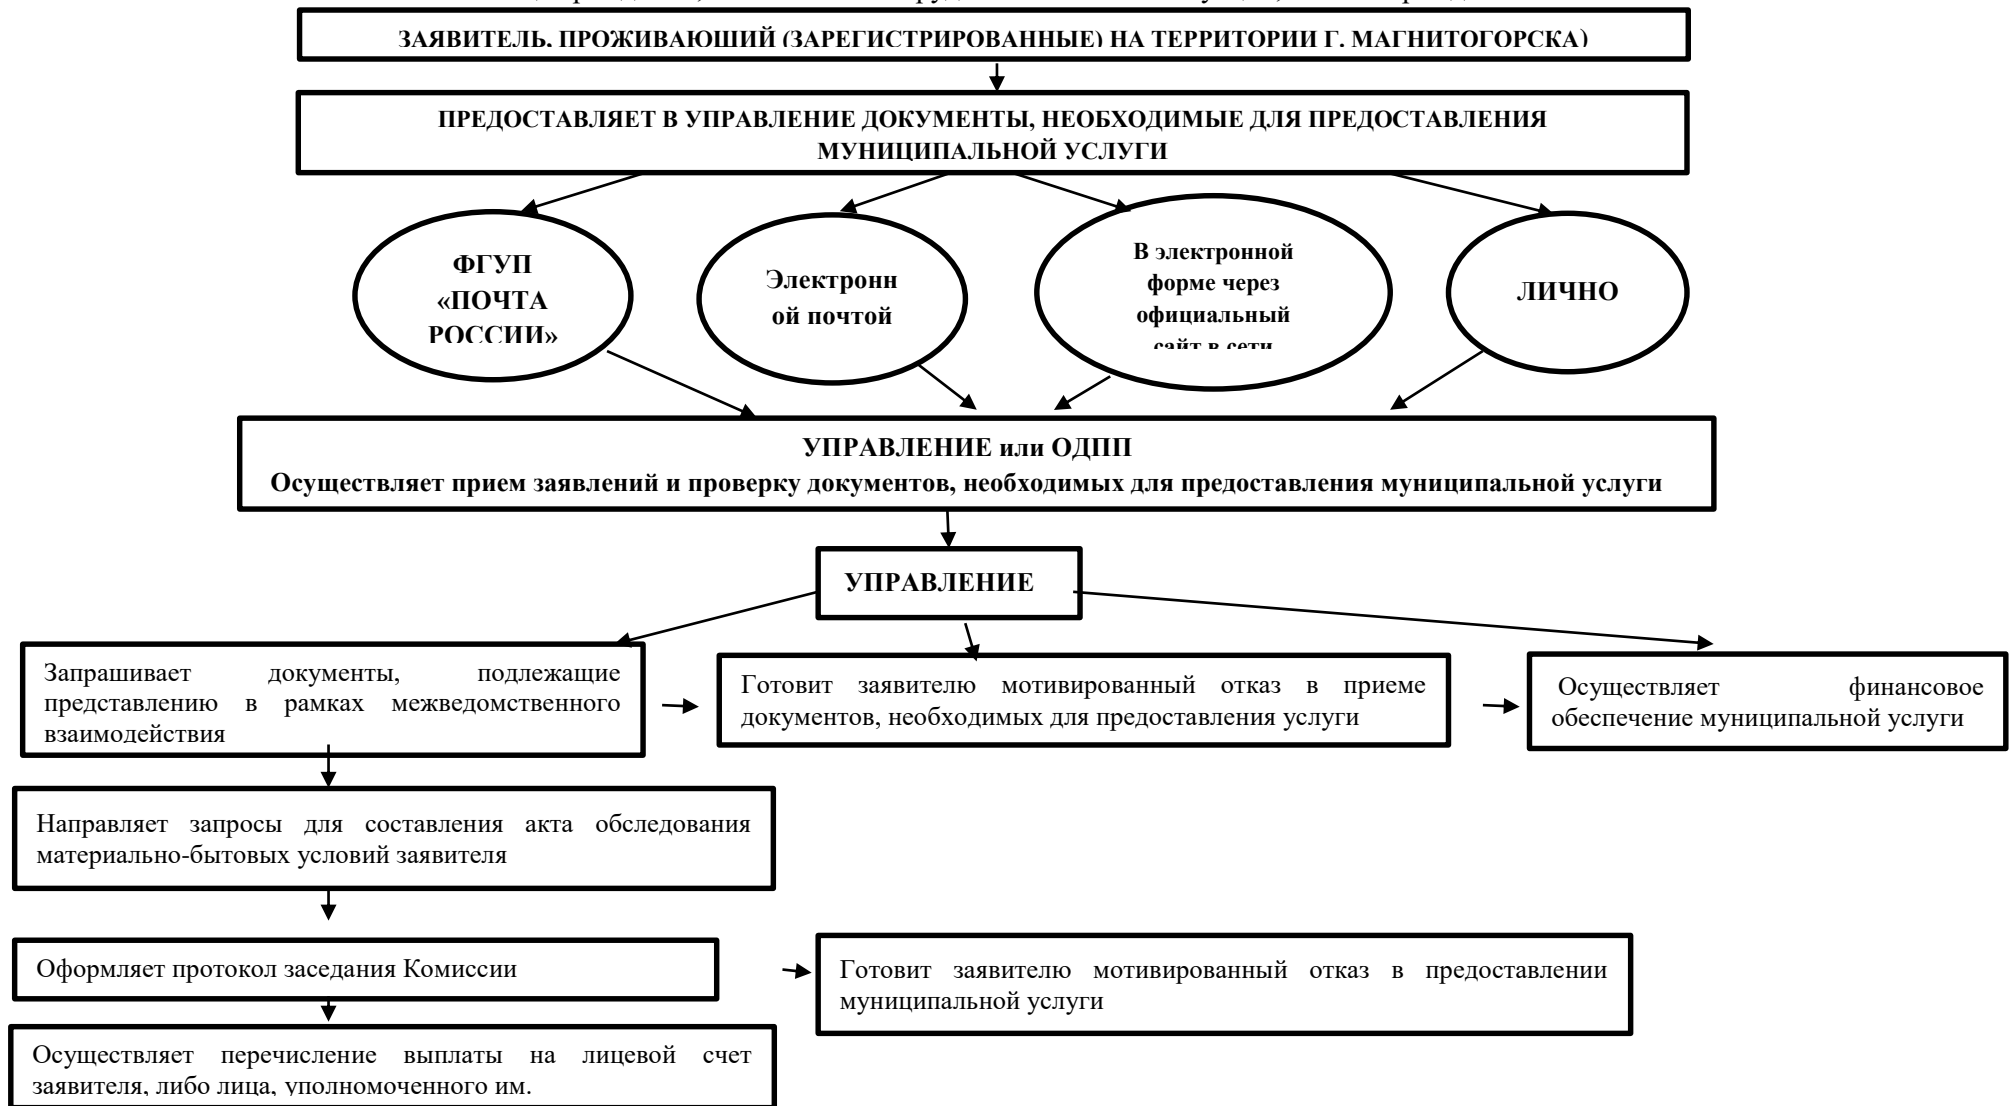 ЗАЯВИТЕЛЬ, ПРОЖИВАЮШИЙ (ЗАРЕГИСТРИРОВАННЫЕ) НА ТЕРРИТОРИИ Г. МАГНИТОГОРСКА)
ПРЕДОСТАВЛЯЕТ В УПРАВЛЕНИЕ ДОКУМЕНТЫ, НЕОБХОДИМЫЕ ДЛЯ ПРЕДОСТАВЛЕНИЯ
МУНИЦИПАЛЬНОЙ УСЛУГИ
ФГУП
«ПОЧТА
РОССИИ»
Электронн
ой почтой
В электронной
форме через
официальный
сайт в сети
ЛИЧНО
УПРАВЛЕНИЕ или ОДПП
Осуществляет прием заявлений и проверку документов, необходимых для предоставления муниципальной услуги
УПРАВЛЕНИЕ
Запрашивает документы, подлежащие
представлению в рамках межведомственного
взаимодействия
Готовит заявителю мотивированный отказ в приеме
документов, необходимых для предоставления услуги
Осуществляет финансовое
обеспечение муниципальной услуги
Направляет запросы для составления акта обследования
материально-бытовых условий заявителя
Оформляет протокол заседания Комиссии
Готовит заявителю мотивированный отказ в предоставлении
муниципальной услуги
Осуществляет перечисление выплаты на лицевой счет
заявителя, либо лица, уполномоченного им.